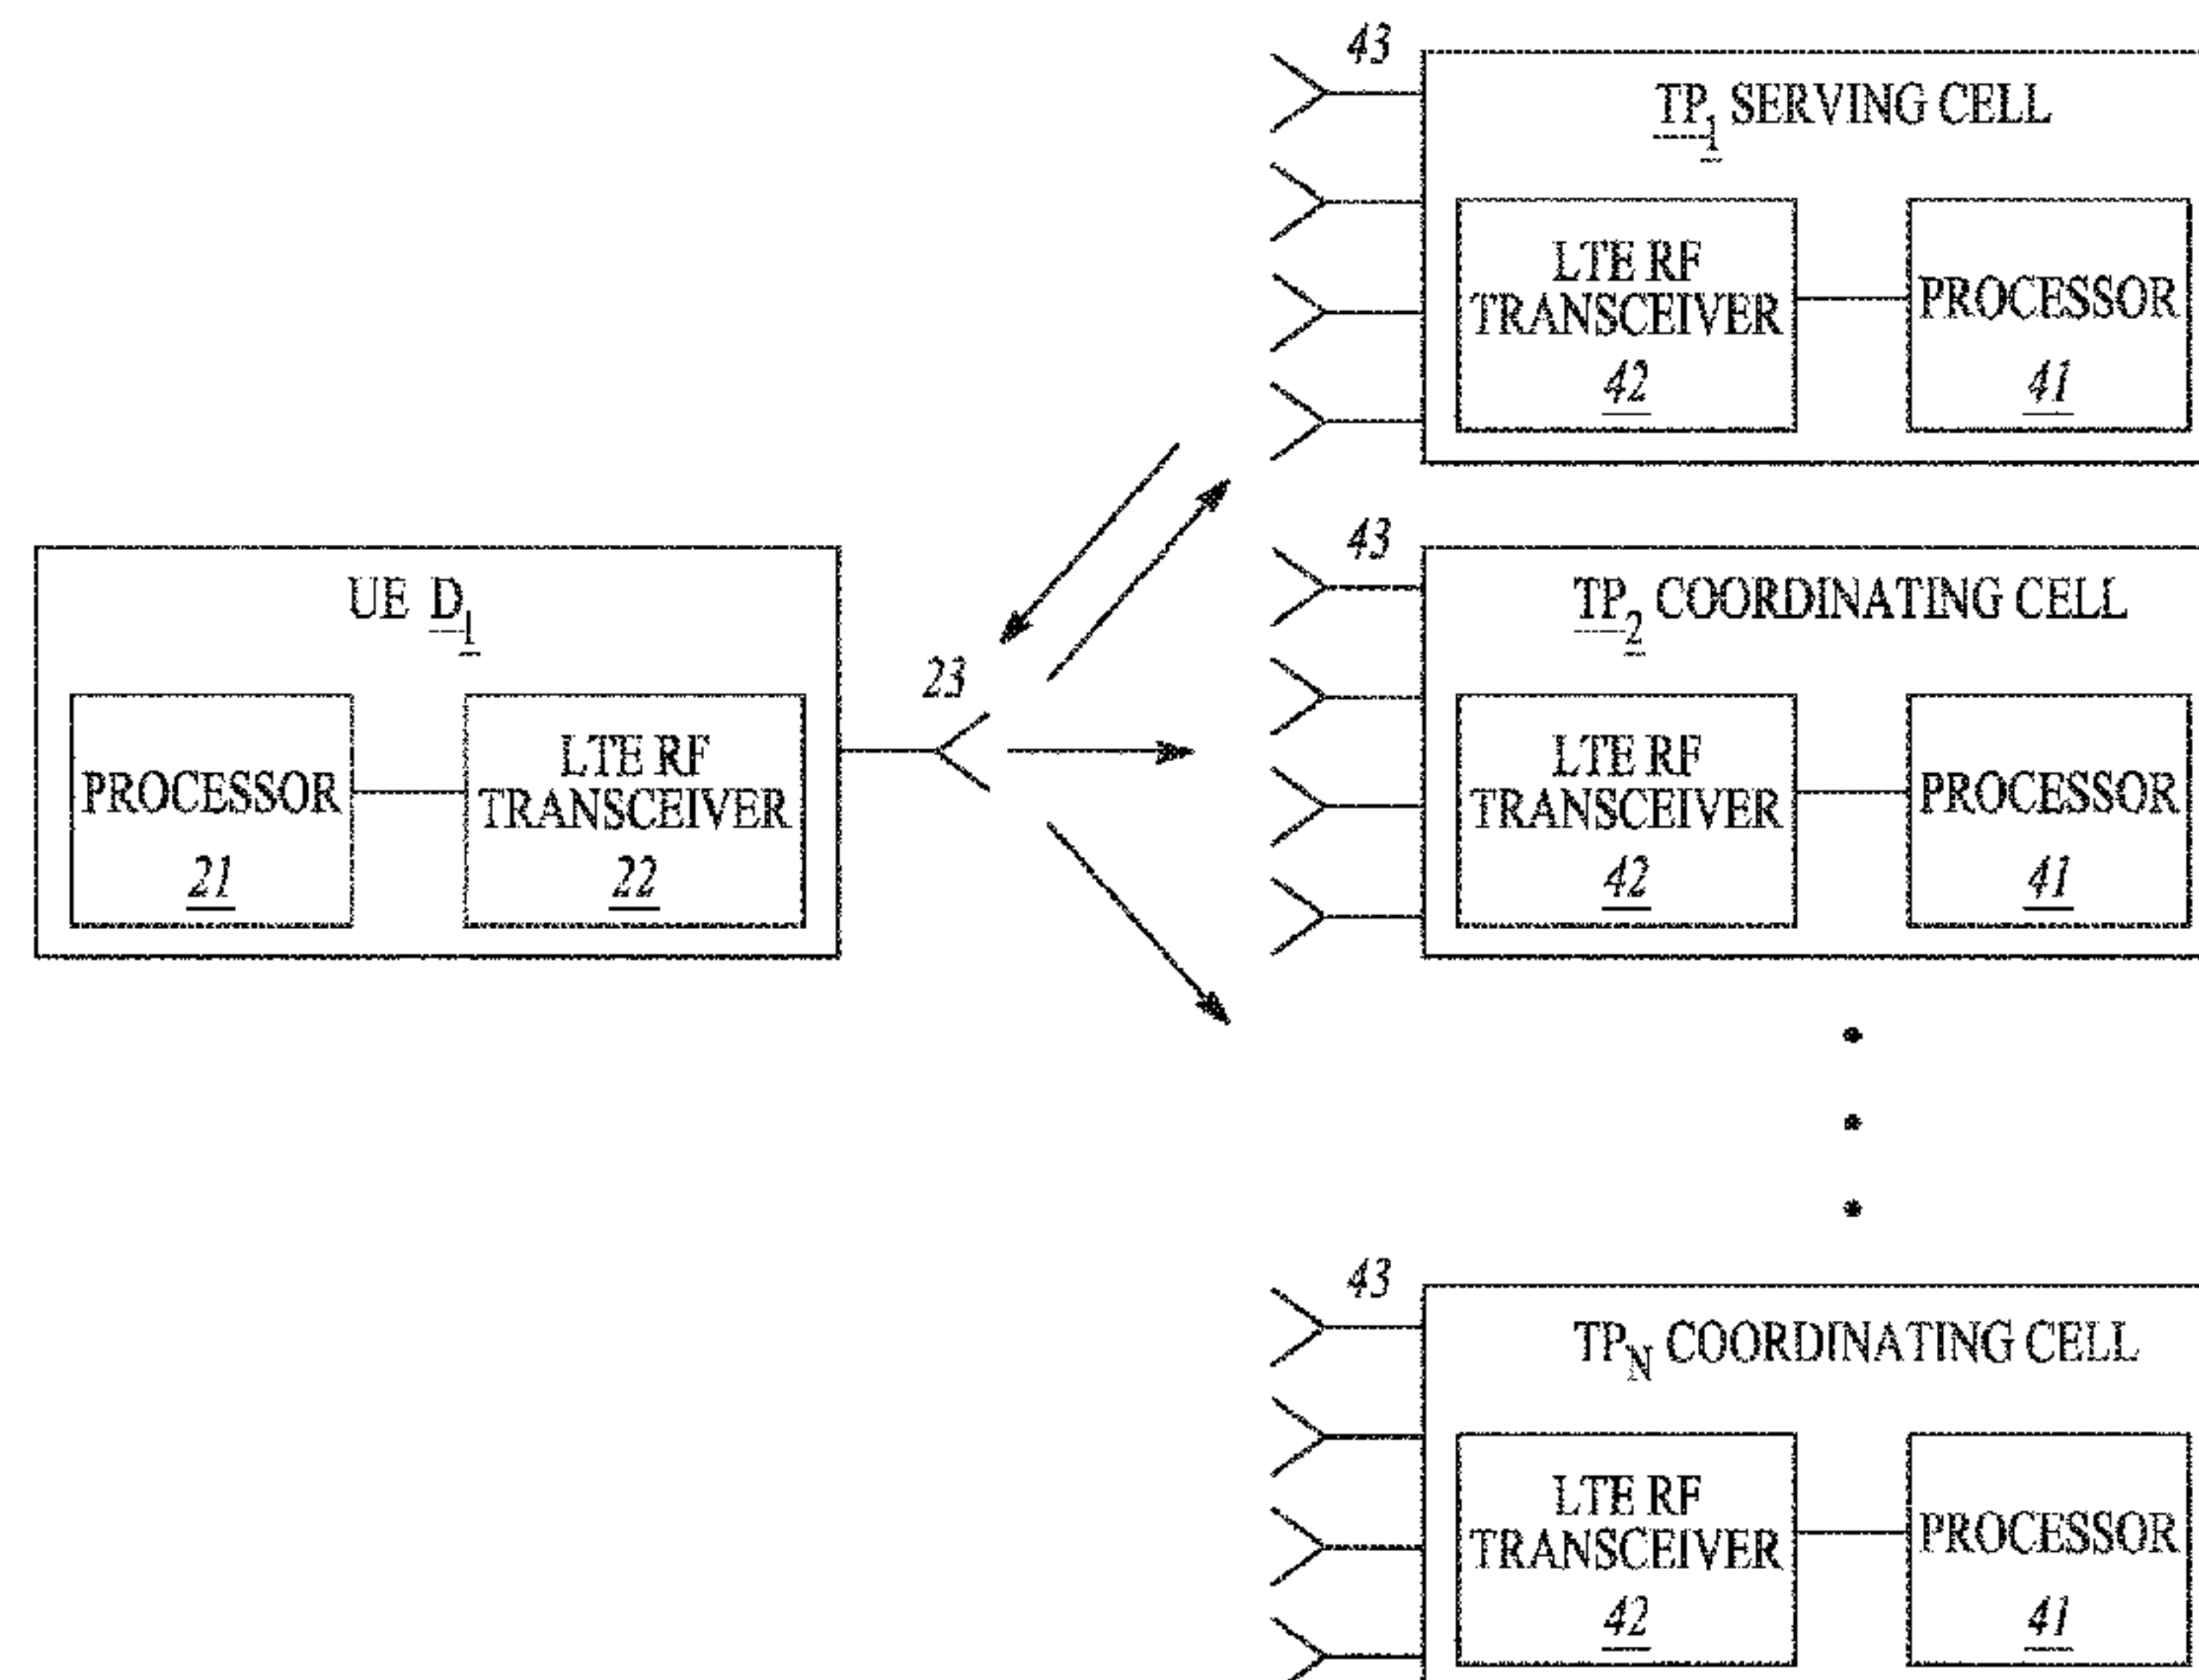 43
TP1 SERVING CELL
LTE RF
TRANSCEIVER
42
PROCESSOR
41
UE D1
PROCESSOR
21
LTE RF
TRANSCEIVER
22
23
43
TP2 COORDINATING CELL
LTE RF
TRANSCEIVER
42
PROCESSOR
41
43
TPN COORDINATING CELL
LTE RF
TRANSCEIVER
42
PROCESSOR
41